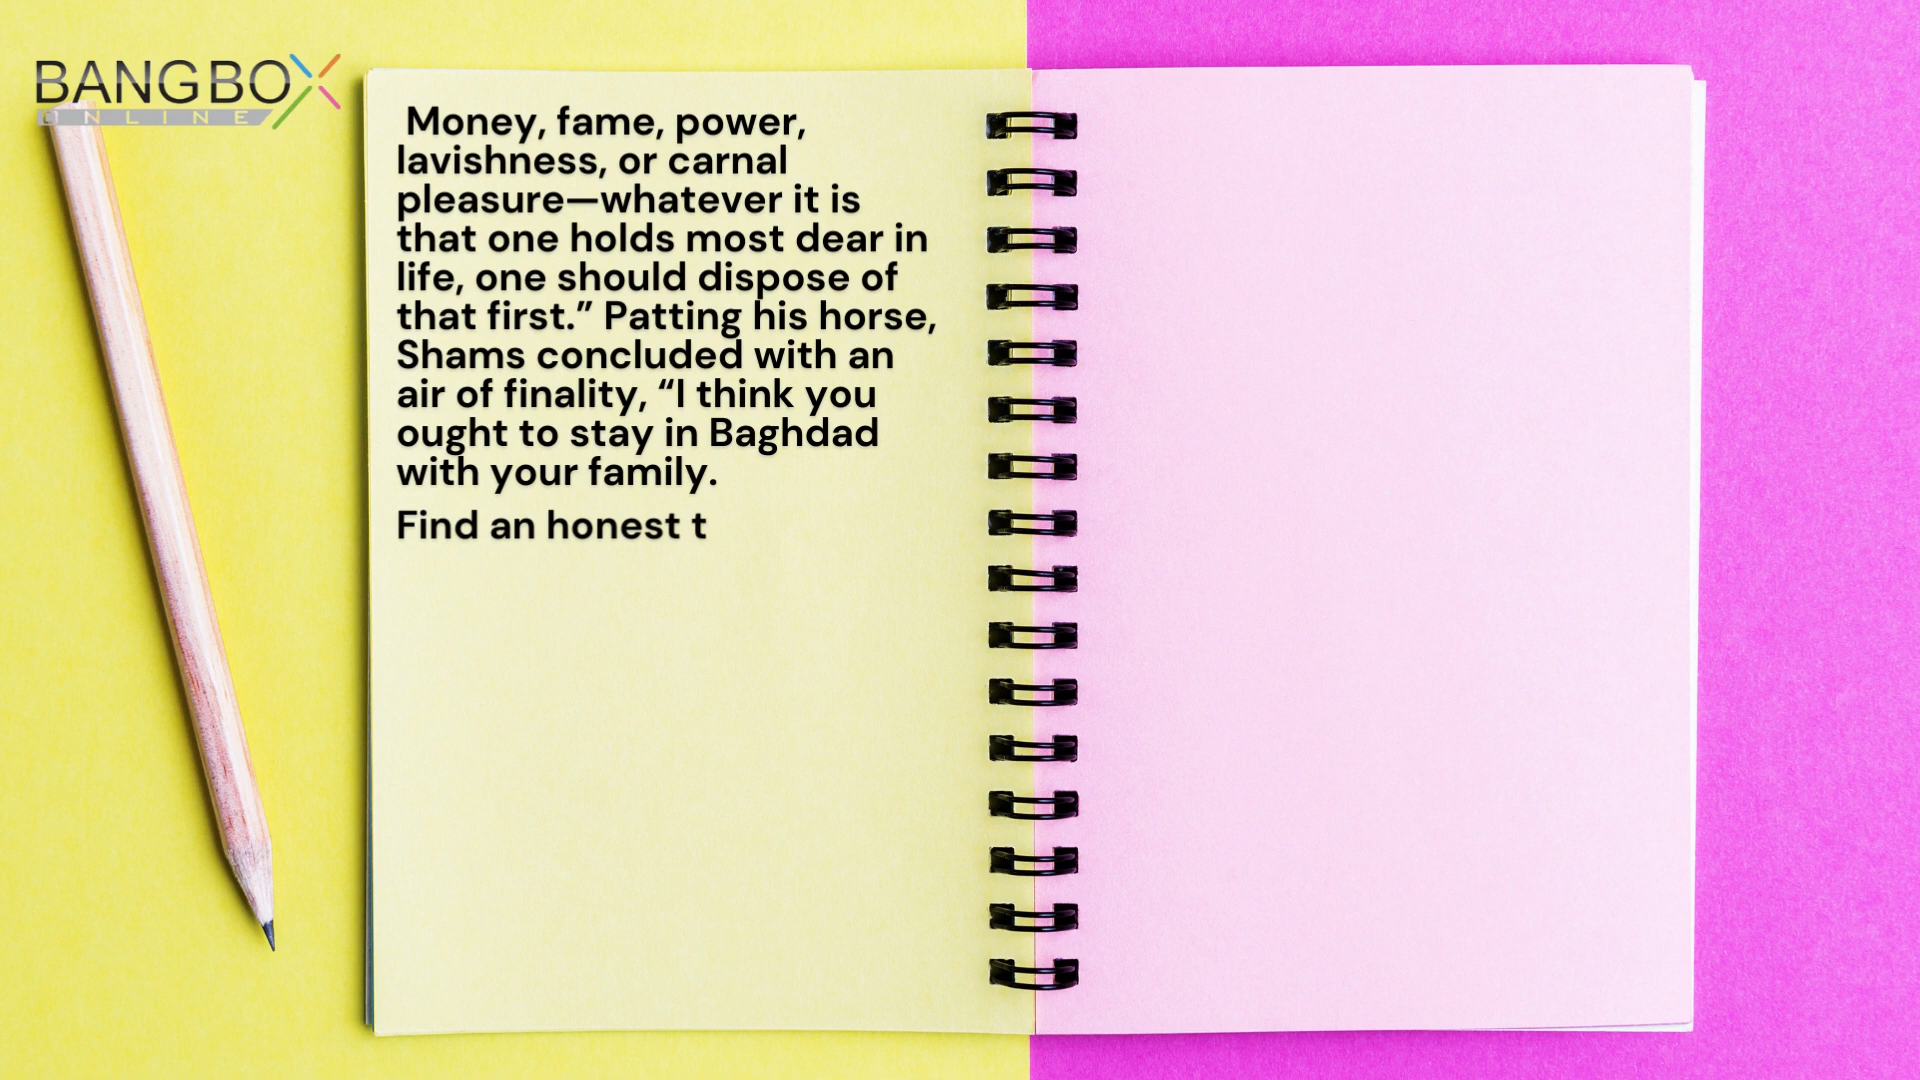 BANGBOX
ONLINE
Money, fame, power,
lavishness, or carnal
pleasure—whatever it is
that one holds most dear in
life, one should dispose of
that first.” Patting his horse,
Shams concluded with an
air of finality, “I think you
ought to stay in Baghdad
with your family.
Find an honest t